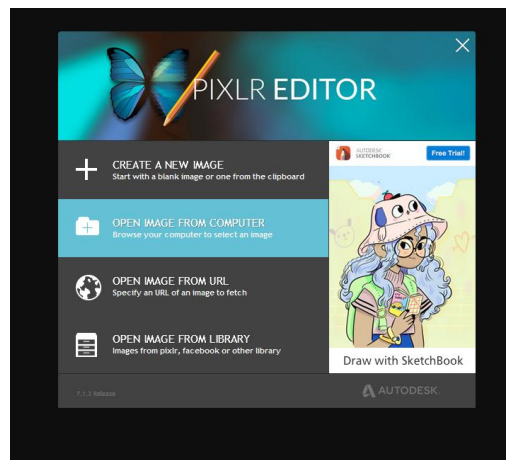 PIXLR EDITOR
CREATE A NEW IMAGE
Start with a blank image or one from the clipboard
OPEN IMAGE FROM COMPUTER
Browse your computer to select an image
OPEN IMAGE FROM URL
Specify an URL of an image to fetch
OPEN IMAGE FROM LIBRARY
Images from pixlr, facebook or other library
AUTODESK
SKETCHBOOK
Free Trial!
Draw with SketchBook
7.1.3 Release
AUTODESK.